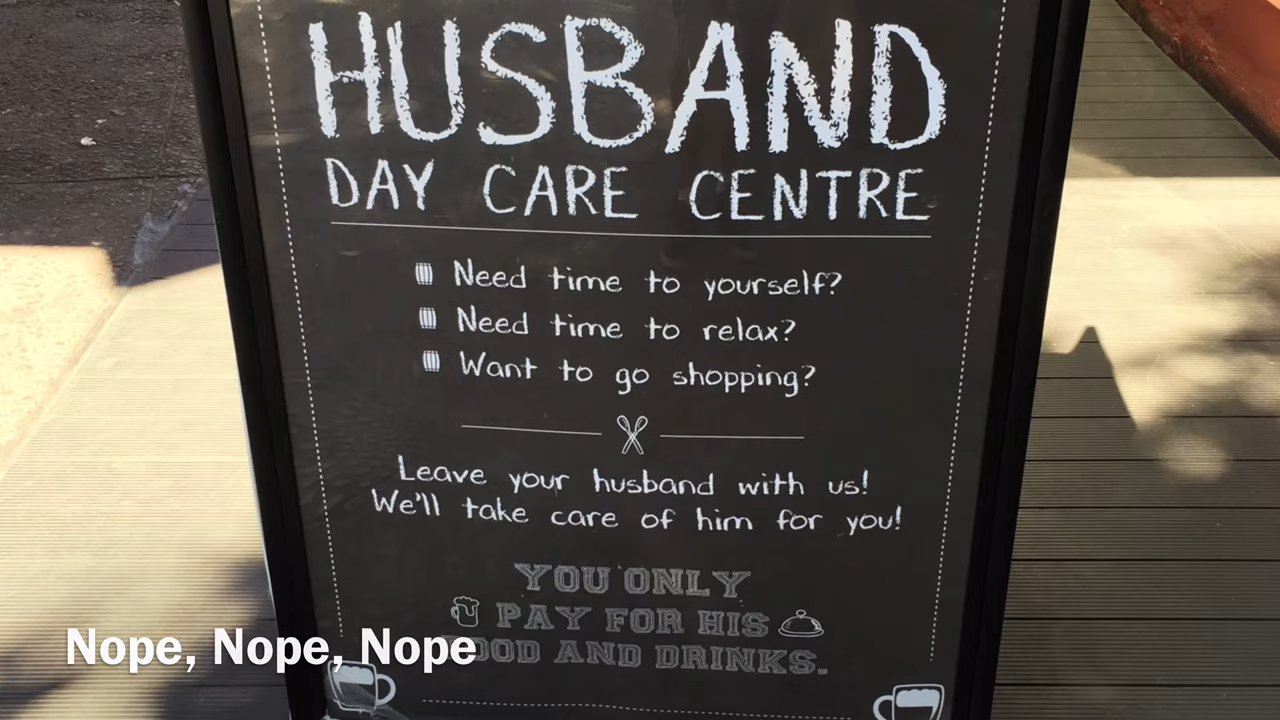 HUSBAND
DAY CARE CENTRE
Need time to yourself?
Need time to relax?
Want to go shopping?
Leave your husband with us!
We'll take care of him for you!
YOU ONLY
PAY FOR HIS
FOOD AND DRINKS.
Nope, Nope, Nope